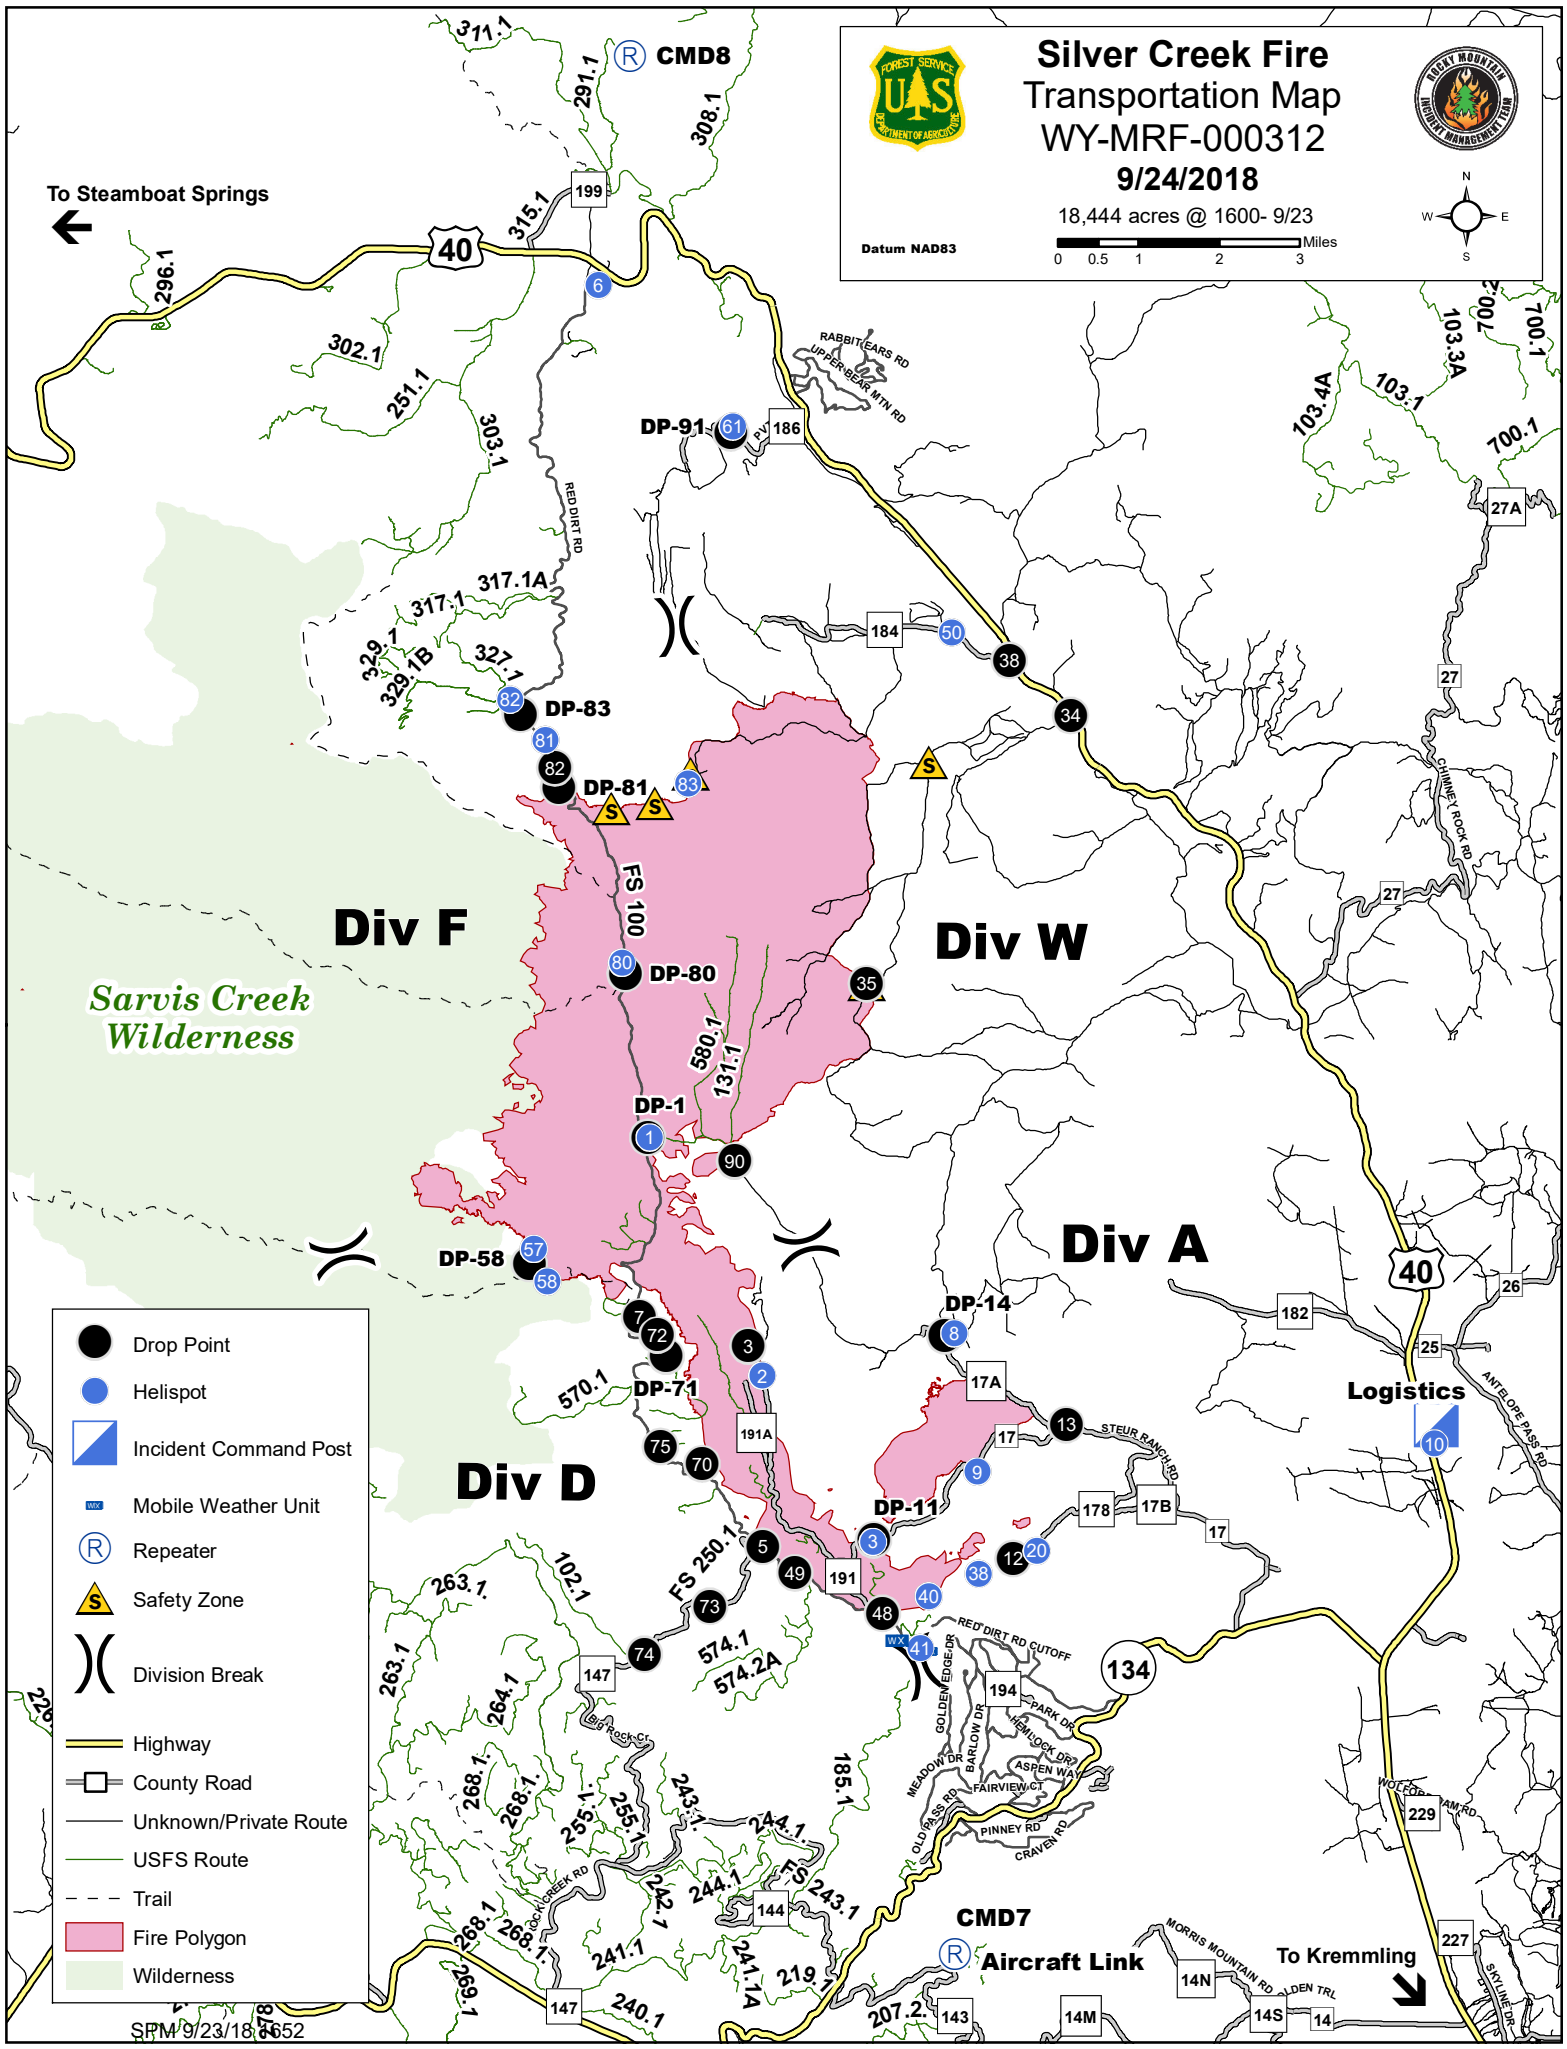 Silver Creek Fire
Transportation Map
WY-MRF-000312
9/24/2018
18,444 acres @ 1600- 9/23
Datum NAD83
0 0.5 1 2 3 Miles
FOREST SERVICE
U S
DEPARTMENT OF AGRICULTURE
ROCKY MOUNTAIN
INCIDENT MANAGEMENT TEAM
N
W E
S
311.1
291.1
R CMD8
308.1
To Steamboat Springs
199
315.1
40
296.1
6
302.1
251.1
303.1
RABBIT EARS RD
UPPER BEAR MTN RD
DP-91 61
186
RED DIRT RD
103.4A
103.1
103.3A
700.1
700.1
27A
317.1A
317.1
329.1
329.1B
327.1
184
50
38
27
82
DP-83
34
81
82
DP-81
S
S
83
S
CHIMNEY ROCK RD
27
FS 100
Div F
Div W
80
DP-80
35
Sarvis Creek
Wilderness
580.1
131.1
DP-1
1
90
Div A
DP-58
57
58
40
26
DP-14
8
182
25
7
72
3
2
DP-71
570.1
17A
Logistics
10
ANTELOPE PASS RD
191A
13
17
STEUR RANCH RD
75
70
9
Div D
DP-11
3
178
17B
17
5
49
FS 250.1
191
12
20
38
40
48
73
74
102.1
263.1.
263.1
264.1
574.1
574.2A
147
WX
41
RED DIRT RD CUTOFF
GOLDEN EDGE DR
134
194
PARK DR
HEMLOCK DR
BARLOW DR
MEADOW DR
ASPEN WAY
FAIRVIEW CT
OLD PASS RD
PINNEY RD
CRAVEN RD
Big Rock Cr
268.1.
268.1.
255.1.
255.1
243.1.
244.1.
185.1
229
244.1
FS 243.1
144
242.1
268.1
268.1.
241.1
241.1A
219.1
269.1
147
240.1
207.2.
CMD7
R Aircraft Link
143
14M
MORRIS MOUNTAIN RD
14N
14S
14
To Kremmling
227
SKYLINE DR
Drop Point
Helispot
Incident Command Post
WX Mobile Weather Unit
R Repeater
S Safety Zone
Division Break
Highway
County Road
Unknown/Private Route
USFS Route
Trail
Fire Polygon
Wilderness